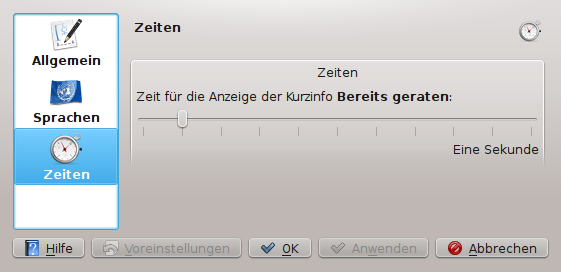 Allgemein
Sprachen
Zeiten
Zeiten
Zeiten
Zeit für die Anzeige der Kurzinfo Bereits geraten:
Eine Sekunde
Hilfe
Voreinstellungen
OK
Anwenden
Abbrechen